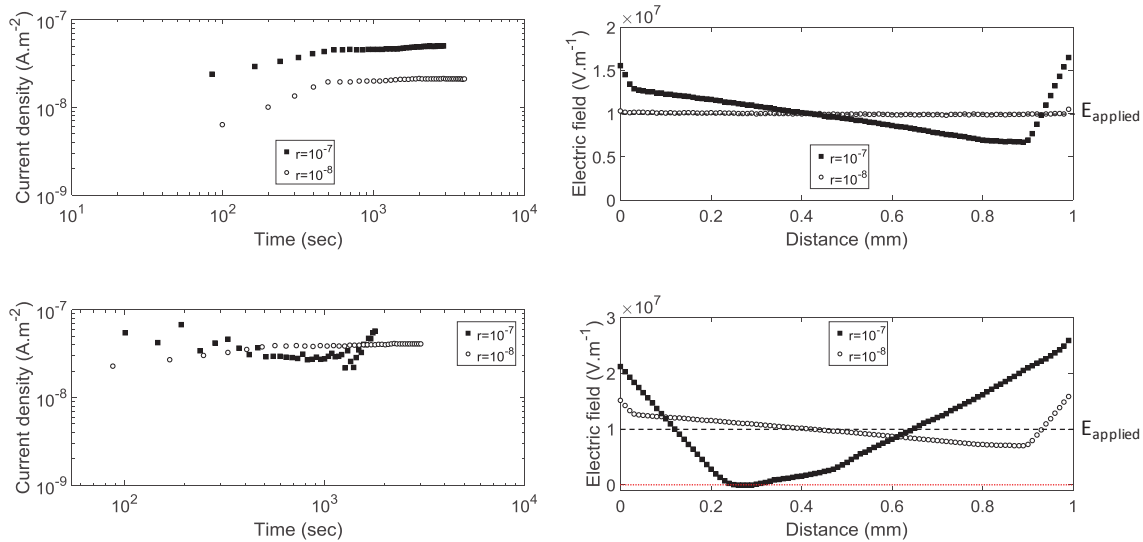 Current density (A.m⁻²)
10⁻⁷
10⁻⁸
10⁻⁹
r=10⁻⁷
r=10⁻⁸
10¹ 10² 10³ 10⁴
Time (sec)
×10⁷
Electric field (V.m⁻¹)
2
1.5
1
0.5
0
E applied
r=10⁻⁷
r=10⁻⁸
0 0.2 0.4 0.6 0.8 1
Distance (mm)
Current density (A.m⁻²)
10⁻⁷
10⁻⁸
10⁻⁹
r=10⁻⁷
r=10⁻⁸
10² 10³ 10⁴
Time (sec)
×10⁷
Electric field (V.m⁻¹)
3
2
1
0
r=10⁻⁷
r=10⁻⁸
E applied
0 0.2 0.4 0.6 0.8 1
Distance (mm)